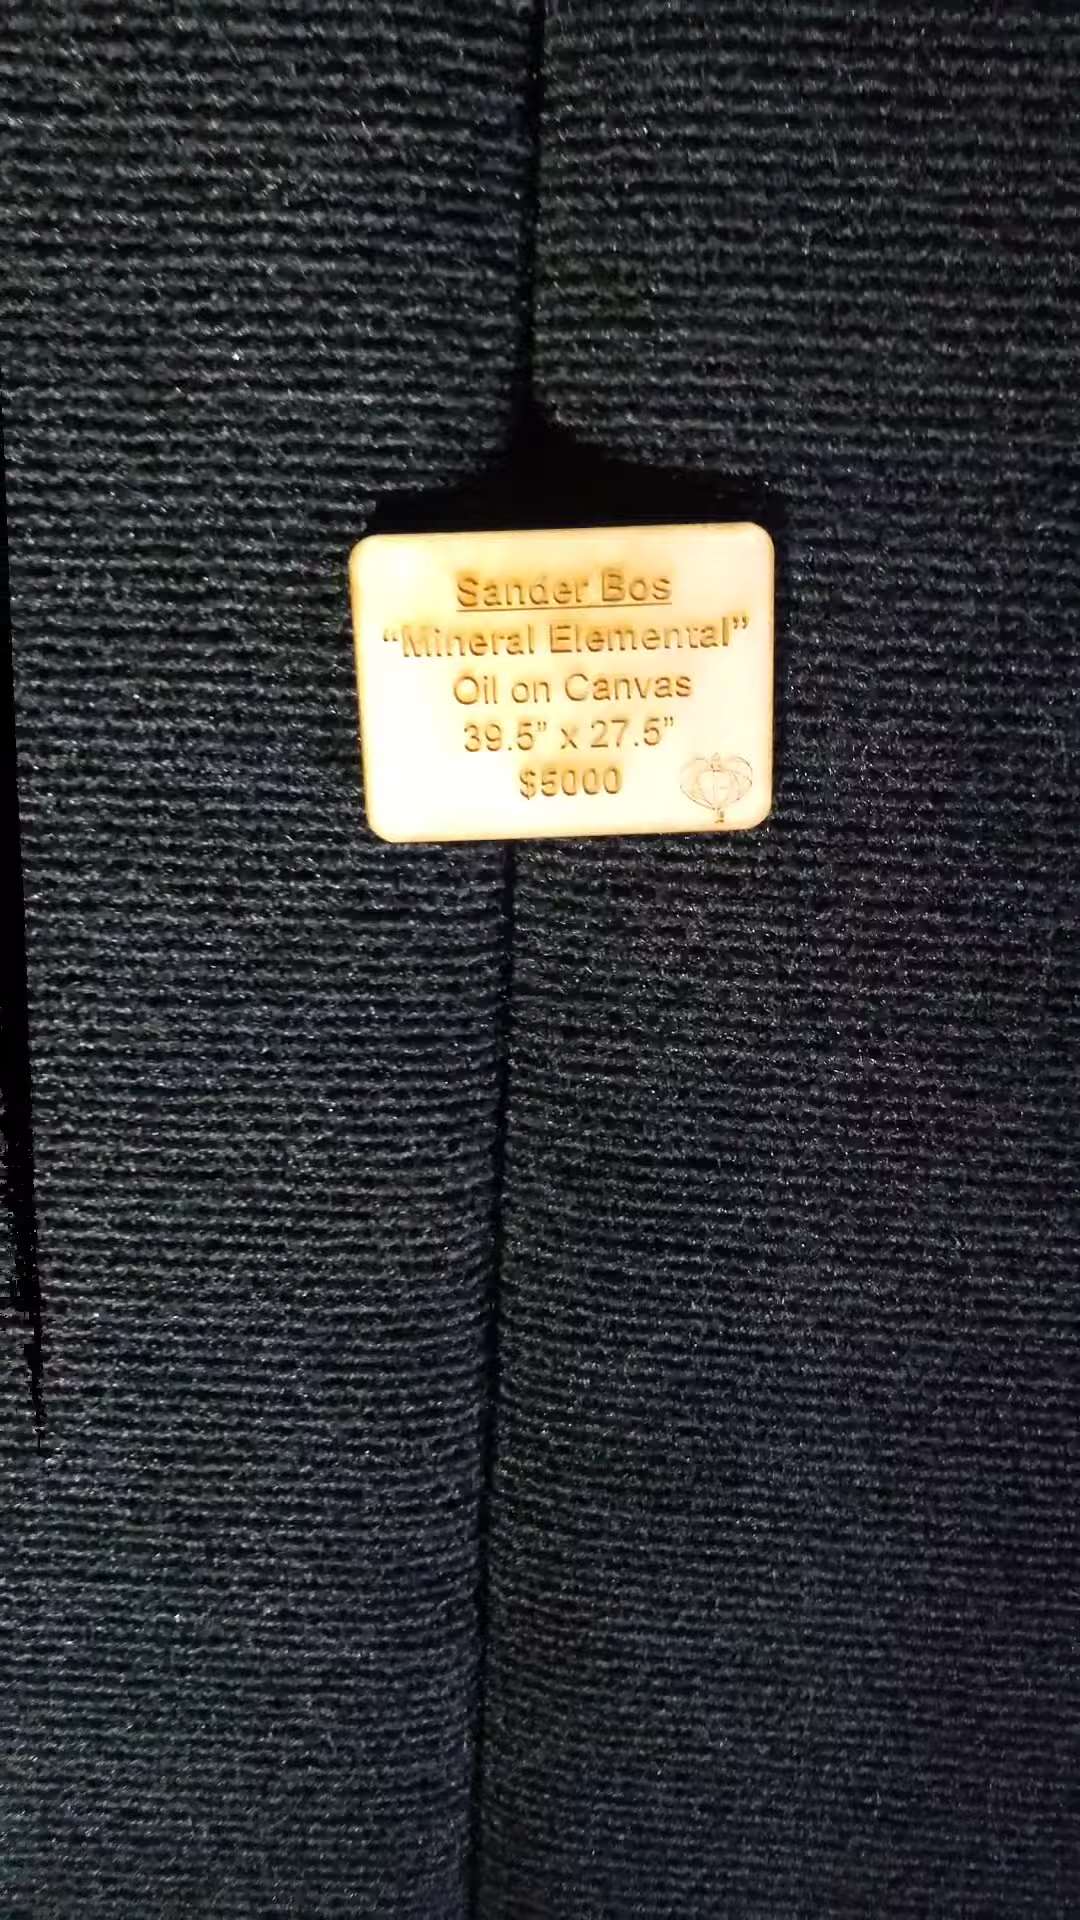 Sander Bos
“Mineral Elemental”
Oil on Canvas
39.5” x 27.5”
$5000